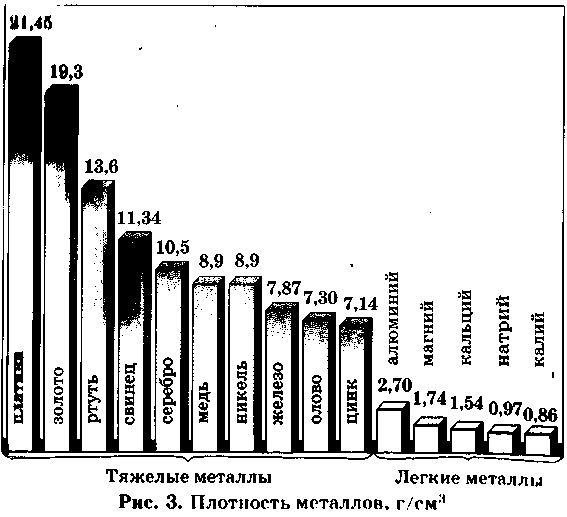 21,45
19,3
13,6
11,34
10,5
8,9
8,9
7,87
7,30
7,14
2,70
1,74
1,54
0,97
0,86
платина
золото
ртуть
свинец
серебро
медь
никель
железо
олово
цинк
алюминий
магний
кальций
натрий
калий
Тяжелые металлы
Легкие металлы
Рис. 3. Плотность металлов, г/см³